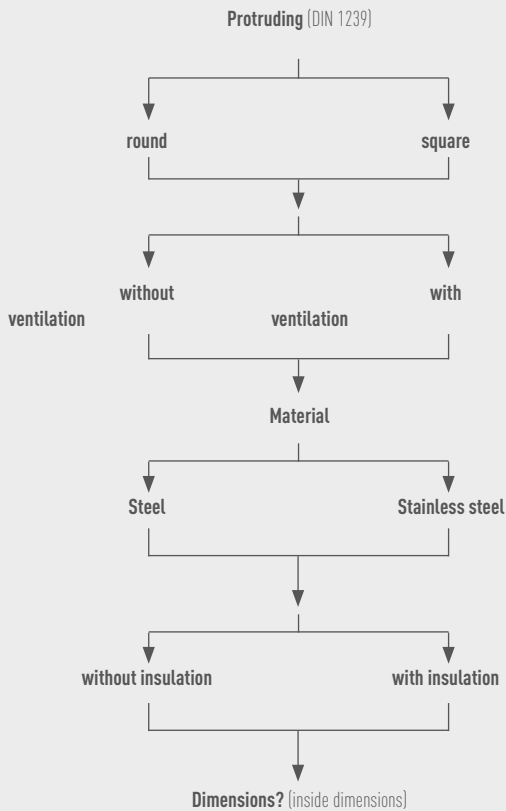 Protruding (DIN 1239)
round square
without with
ventilation ventilation
Material
Steel Stainless steel
without insulation with insulation
Dimensions? (inside dimensions)